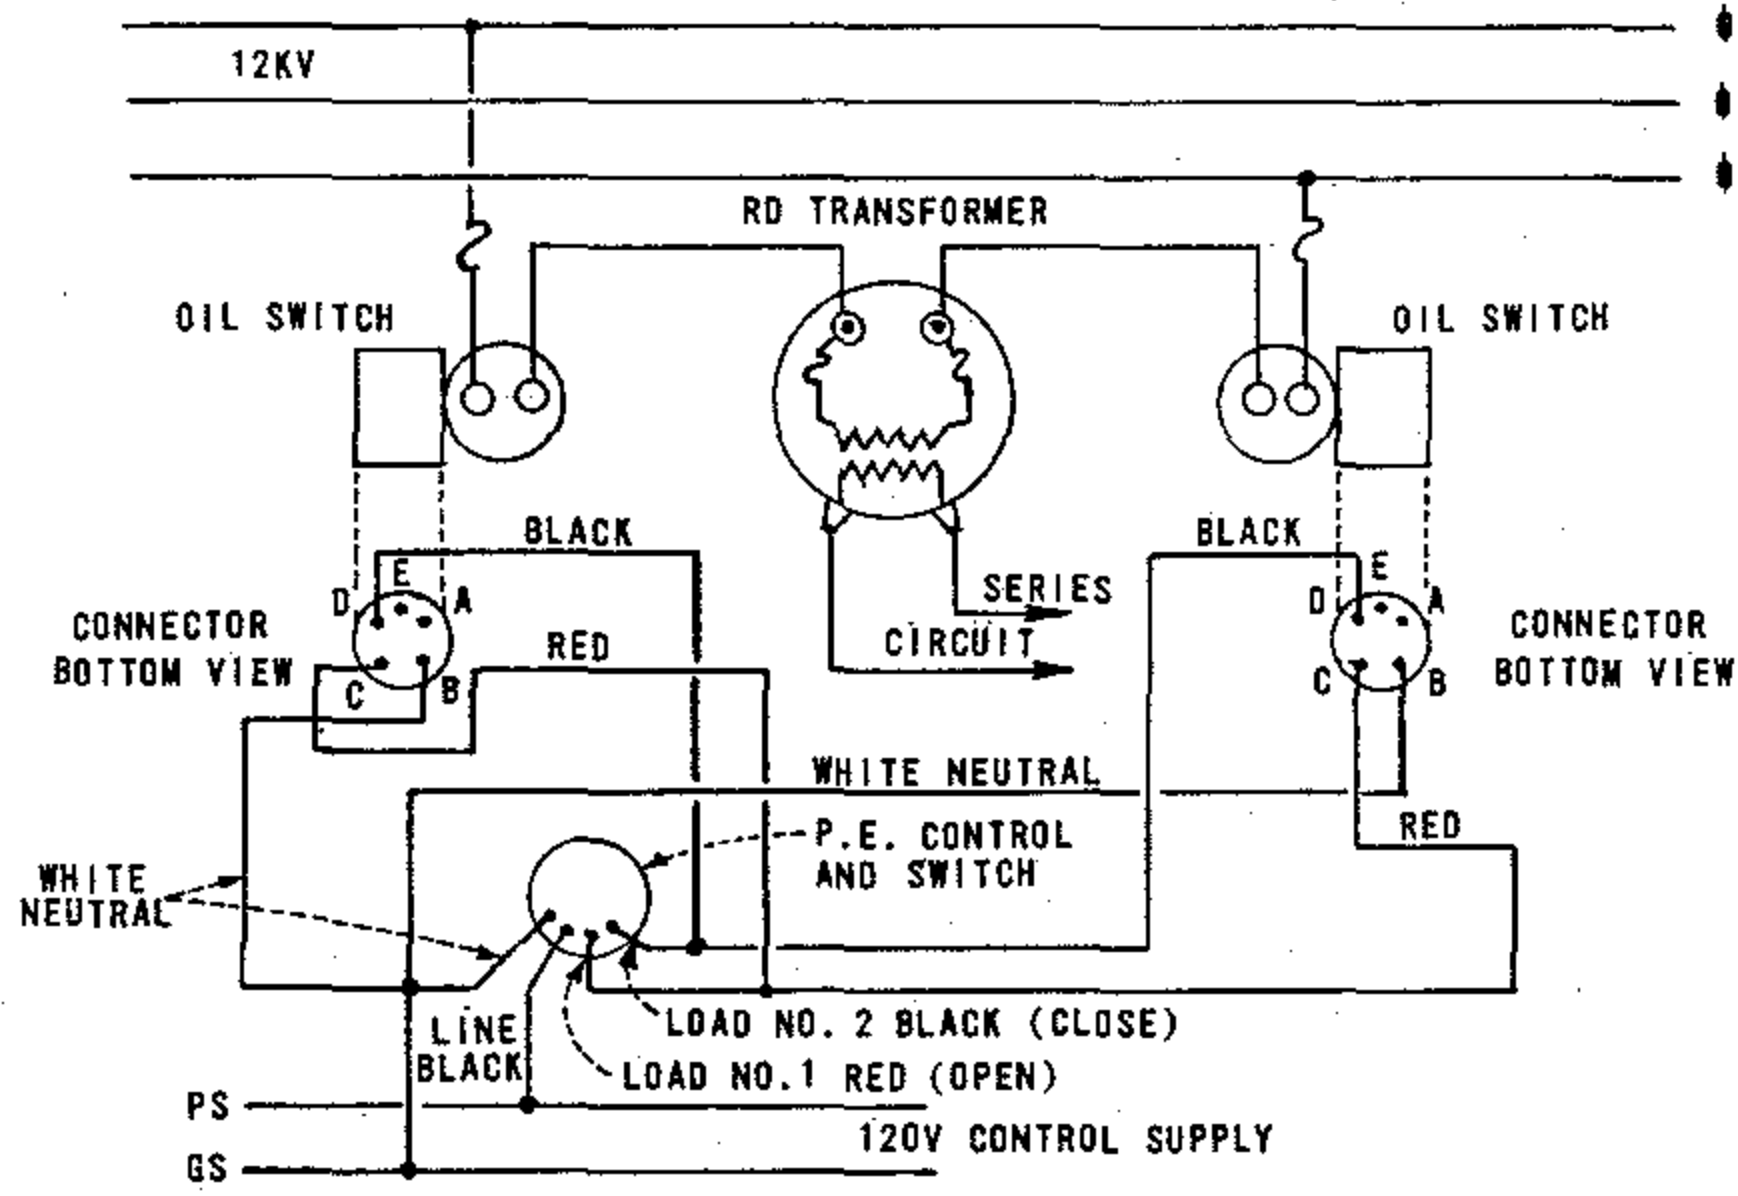 12KV
RD TRANSFORMER
OIL SWITCH
OIL SWITCH
BLACK
BLACK
E
E
D
A
D
A
SERIES
CONNECTOR
BOTTOM VIEW
CONNECTOR
BOTTOM VIEW
RED
CIRCUIT
C
B
C
B
WHITE NEUTRAL
RED
P.E. CONTROL
AND SWITCH
WHITE
NEUTRAL
LINE
BLACK
LOAD NO. 2 BLACK (CLOSE)
LOAD NO.1 RED (OPEN)
PS
120V CONTROL SUPPLY
GS